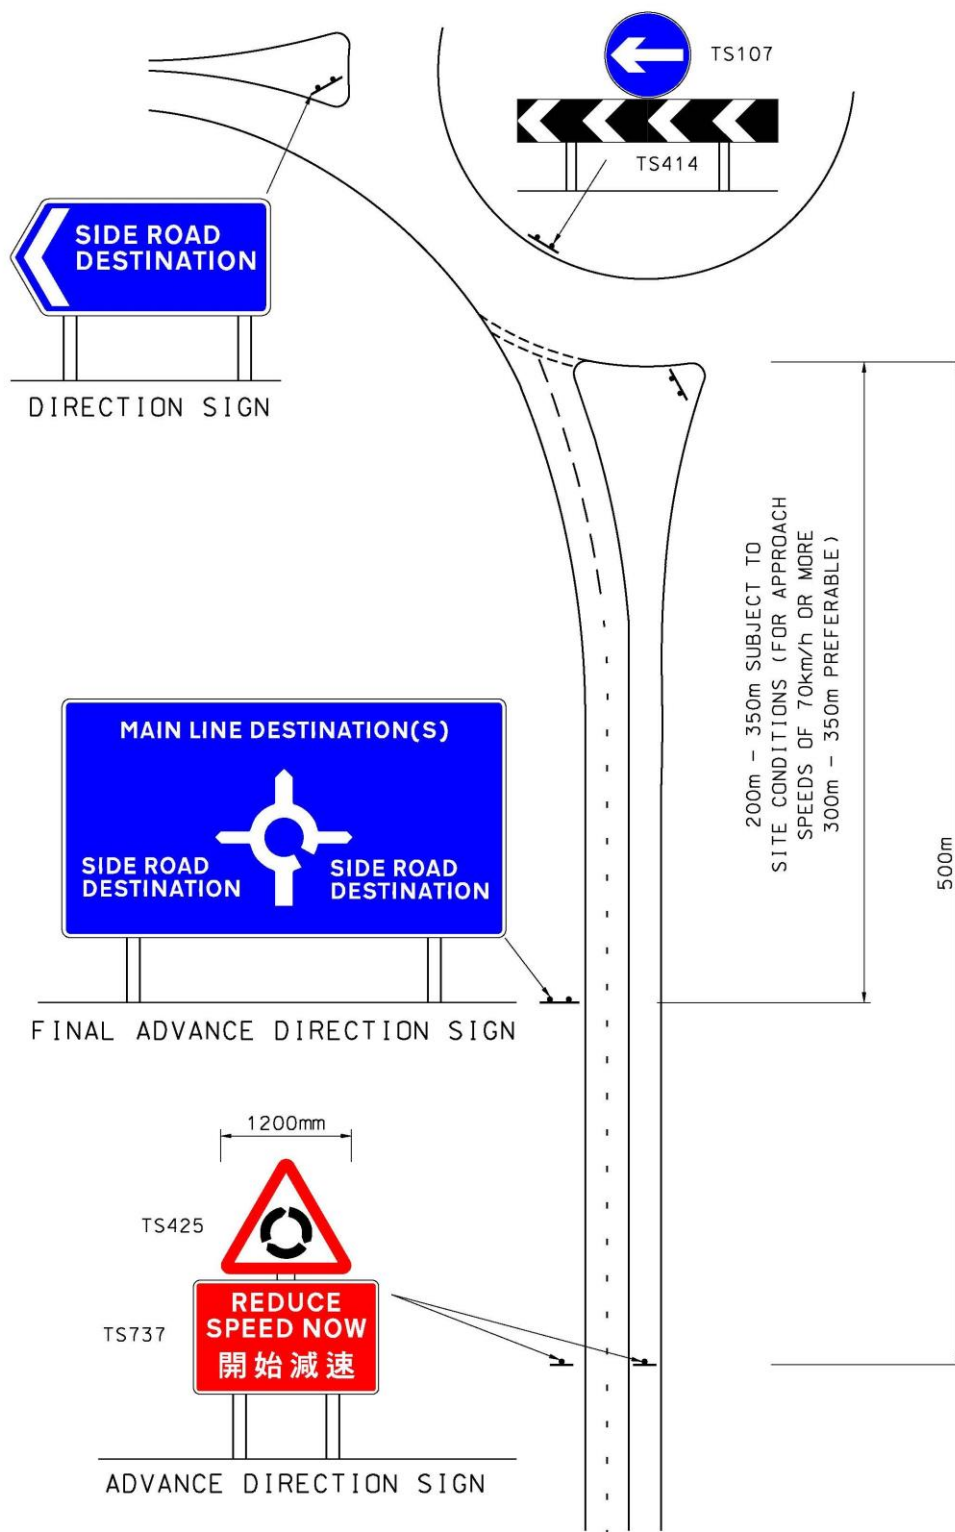 TS107
TS414
SIDE ROAD
DESTINATION
DIRECTION SIGN
200m - 350m SUBJECT TO
SITE CONDITIONS (FOR APPROACH
SPEEDS OF 70km/h OR MORE
300m - 350m PREFERABLE)
500m
MAIN LINE DESTINATION(S)
SIDE ROAD
DESTINATION
SIDE ROAD
DESTINATION
FINAL ADVANCE DIRECTION SIGN
1200mm
TS425
TS737
REDUCE
SPEED NOW
開始減速
ADVANCE DIRECTION SIGN